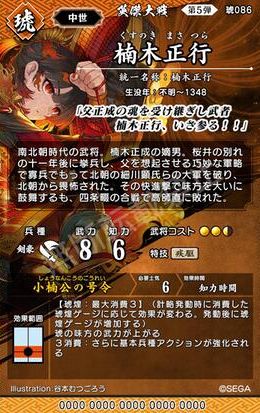 琥
中世
英傑大戦
第5弾
琥086
くすのき まさ つら
楠木正行
統一名称：楠木正行
生没年：不明～1348
「父正成の魂を受け継ぎし武者
楠木正行、いざ参る！！」
南北朝時代の武将。楠木正成の嫡男。桜井の別れ
の十一年後に挙兵し、父を想起させる巧妙な軍略
で寡兵でもって北朝の細川顕氏らの大軍を破り、
北朝から畏怖された。その快進撃で味方を大いに
鼓舞するも、四条畷の合戦で高師直に敗れた。
兵種 武力 知力 武将コスト
剣豪 8 6 特技 疾駆
しょうなんこうのごうれい
小楠公の号令
必要士気 6
効果時間 知力時間
効果範囲
【琥煌：最大消費3】（計略発動時に消費した
琥煌ゲージに応じて効果が変わる。発動後に琥
煌ゲージが増加する）
琥の味方の武力が上がる
3消費：さらに基本兵種アクションが強化され
る
Illustration:谷本むつごろう
©SEGA
0000 0000 0000 0000 0000